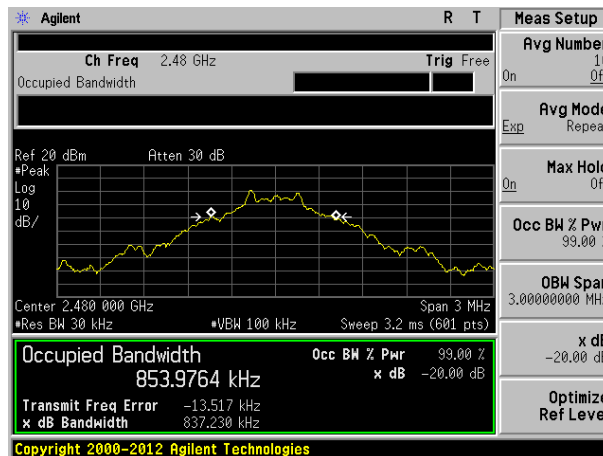 Agilent R T Meas Setup
Avg Number
Ch Freq 2.48 GHz Trig Free
On
Occupied Bandwidth
Avg Mode
Exp Repeat
Ref 20 dBm Atten 30 dB
#Peak
Log
10
dB/
Max Hold
On
Occ BW % Pwr
99.00
OBW Span
3.00000000 MHz
Center 2.480 000 GHz Span 3 MHz
#Res BW 30 kHz #VBW 100 kHz Sweep 3.2 ms (601 pts)
x dB
-20.00 dB
Occupied Bandwidth Occ BW % Pwr 99.00 %
853.9764 kHz x dB -20.00 dB
Optimize
Ref Level
Transmit Freq Error -13.517 kHz
x dB Bandwidth 837.230 kHz
Copyright 2000-2012 Agilent Technologies